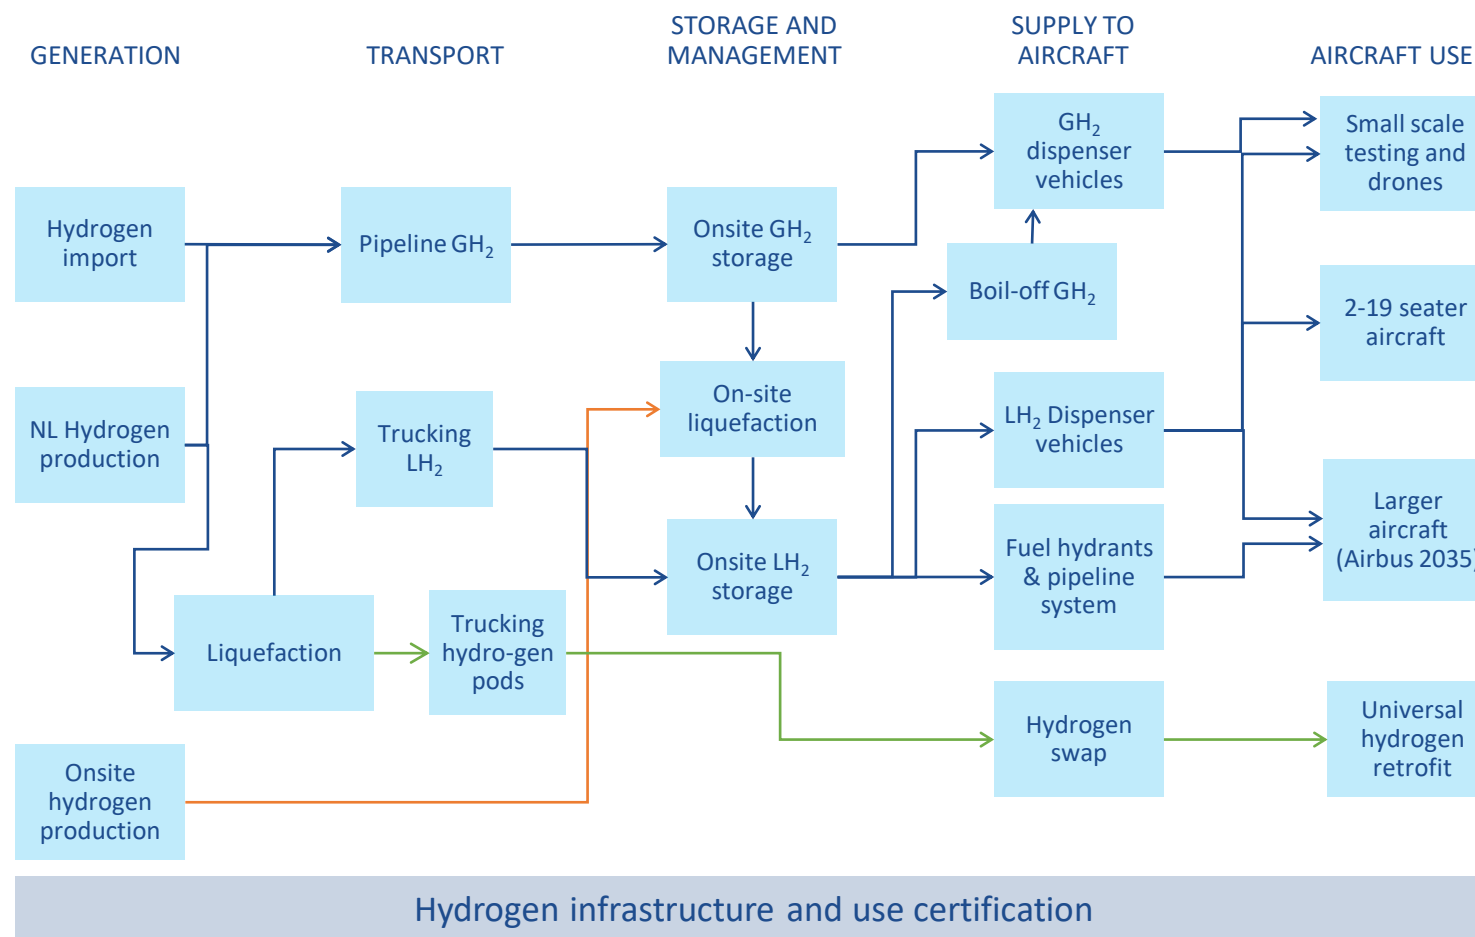 GENERATION
TRANSPORT
STORAGE AND
MANAGEMENT
SUPPLY TO
AIRCRAFT
AIRCRAFT USE
Hydrogen
import
NL Hydrogen
production
Liquefaction
Onsite
hydrogen
production
Pipeline GH₂
Trucking
LH₂
Trucking
hydro-gen
pods
Onsite GH₂
storage
On-site
liquefaction
Onsite LH₂
storage
GH₂
dispenser
vehicles
Boil-off GH₂
LH₂ Dispenser
vehicles
Fuel hydrants
& pipeline
system
Hydrogen
swap
Small scale
testing and
drones
2-19 seater
aircraft
Larger
aircraft
(Airbus 2035)
Universal
hydrogen
retrofit
Hydrogen infrastructure and use certification